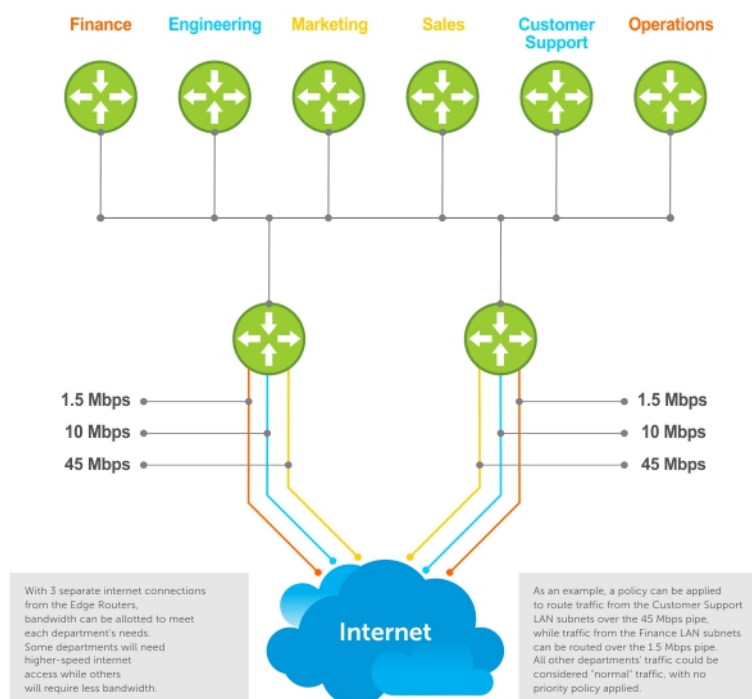 Finance
Engineering
Marketing
Sales
Customer
Support
Operations
1.5 Mbps
10 Mbps
45 Mbps
1.5 Mbps
10 Mbps
45 Mbps
Internet
With 3 separate internet connections
from the Edge Routers,
bandwidth can be allotted to meet
each department's needs.
Some departments will need
higher-speed internet
access while others
will require less bandwidth.
As an example, a policy can be applied
to route traffic from the Customer Support
LAN subnets over the 45 Mbps pipe,
while traffic from the Finance LAN subnets
can be routed over the 1.5 Mbps pipe.
All other departments' traffic could be
considered "normal" traffic, with no
priority policy applied.